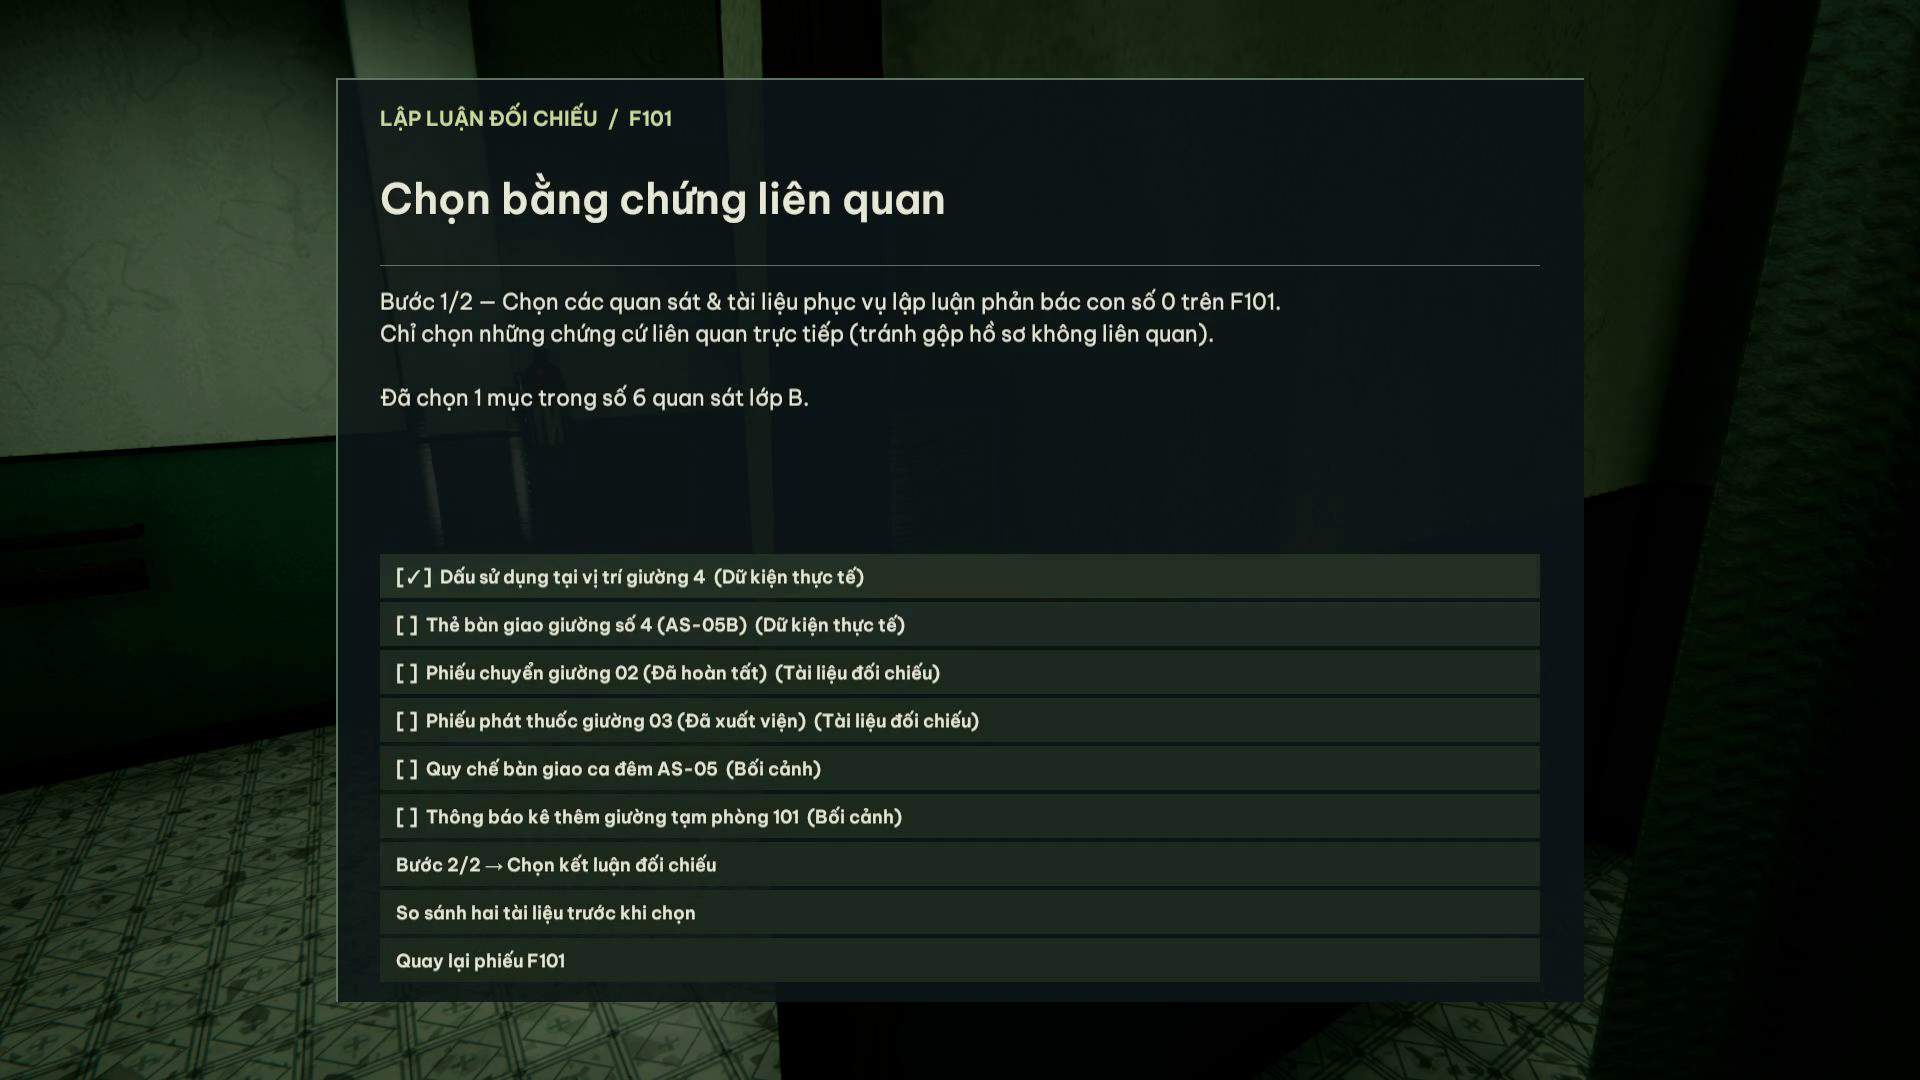 LẬP LUẬN ĐỐI CHIẾU / F101
Chọn bằng chứng liên quan
Bước 1/2 — Chọn các quan sát & tài liệu phục vụ lập luận phản bác con số 0 trên F101.
Chỉ chọn những chứng cứ liên quan trực tiếp (tránh gộp hồ sơ không liên quan).
Đã chọn 1 mục trong số 6 quan sát lớp B.
[✓] Dấu sử dụng tại vị trí giường 4 (Dữ kiện thực tế)
[ ] Thẻ bàn giao giường số 4 (AS-05B) (Dữ kiện thực tế)
[ ] Phiếu chuyển giường 02 (Đã hoàn tất) (Tài liệu đối chiếu)
[ ] Phiếu phát thuốc giường 03 (Đã xuất viện) (Tài liệu đối chiếu)
[ ] Quy chế bàn giao ca đêm AS-05 (Bối cảnh)
[ ] Thông báo kê thêm giường tạm phòng 101 (Bối cảnh)
Bước 2/2 → Chọn kết luận đối chiếu
So sánh hai tài liệu trước khi chọn
Quay lại phiếu F101